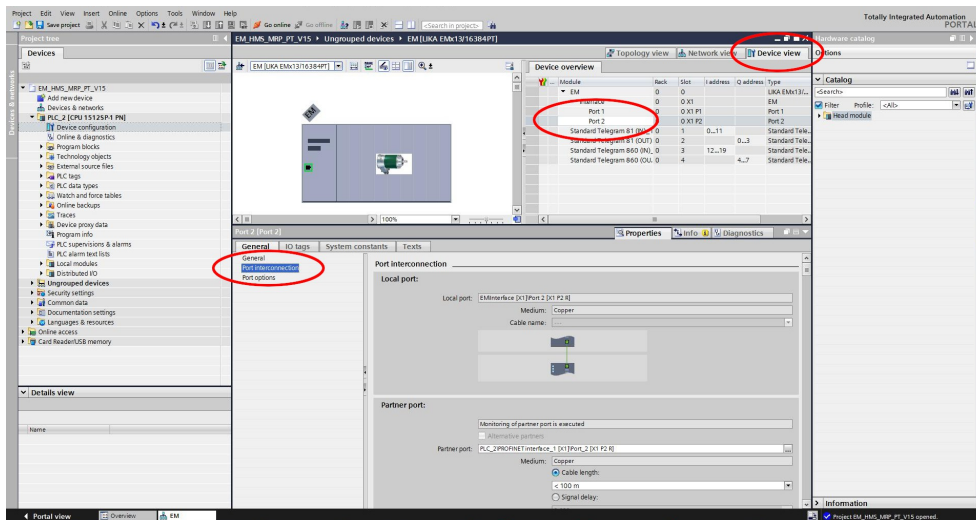 Project Edit View Insert Online Options Tools Window Help
Totally Integrated Automation
PORTAL
Save project
Go online
Go offline
<Search in project>
Project tree
EM_HMS_MRP_PT_V15 ▸ Ungrouped devices ▸ EM [LIKA EMx13/16384PT]
Hardware catalog
Devices
Topology view
Network view
Device view
Options
EM [LIKA EMx13/16384PT]
Device overview
Module Rack Slot I address Q address Type
EM 0 0 LIKA EMx13/...
Interface 0 0 X1 EM
Port 1 0 0 X1 P1 Port 1
Port 2 0 0 X1 P2 Port 2
Standard Telegram 81 (IN)_ 0 1 0...11 Standard Tele..
Standard Telegram 81 (OUT) 0 2 0...3 Standard Tele..
Standard Telegram 860 (IN)_ 0 3 12...19 Standard Tele..
Standard Telegram 860 (OU.. 0 4 4...7 Standard Tele..
Catalog
<Search>
Filter Profile: <All>
Head module
Devices & networks
EM_HMS_MRP_PT_V15
Add new device
Devices & networks
PLC_2 [CPU 1512SP-1 PN]
Device configuration
Online & diagnostics
Program blocks
Technology objects
External source files
PLC tags
PLC data types
Watch and force tables
Online backups
Traces
Device proxy data
Program info
PLC supervisions & alarms
PLC alarm text lists
Local modules
Distributed I/O
Ungrouped devices
Security settings
Common data
Documentation settings
Languages & resources
Online access
Card Reader/USB memory
EM
100%
Port 2 [Port 2]
Properties
Info
Diagnostics
General IO tags System constants Texts
General
Port interconnection
Port options
Port interconnection
Local port:
Local port: EM\Interface [X1]\Port 2 [X1 P2 R]
Medium: Copper
Cable name: ---
Partner port:
Monitoring of partner port is executed
Alternative partners
Partner port: PLC_2\PROFINET interface_1 [X1]\Port_2 [X1 P2 R]
Medium: Copper
Cable length:
< 100 m
Signal delay:
Details view
Name
Information
Portal view
Overview
EM
Project EM_HMS_MRP_PT_V15 opened.